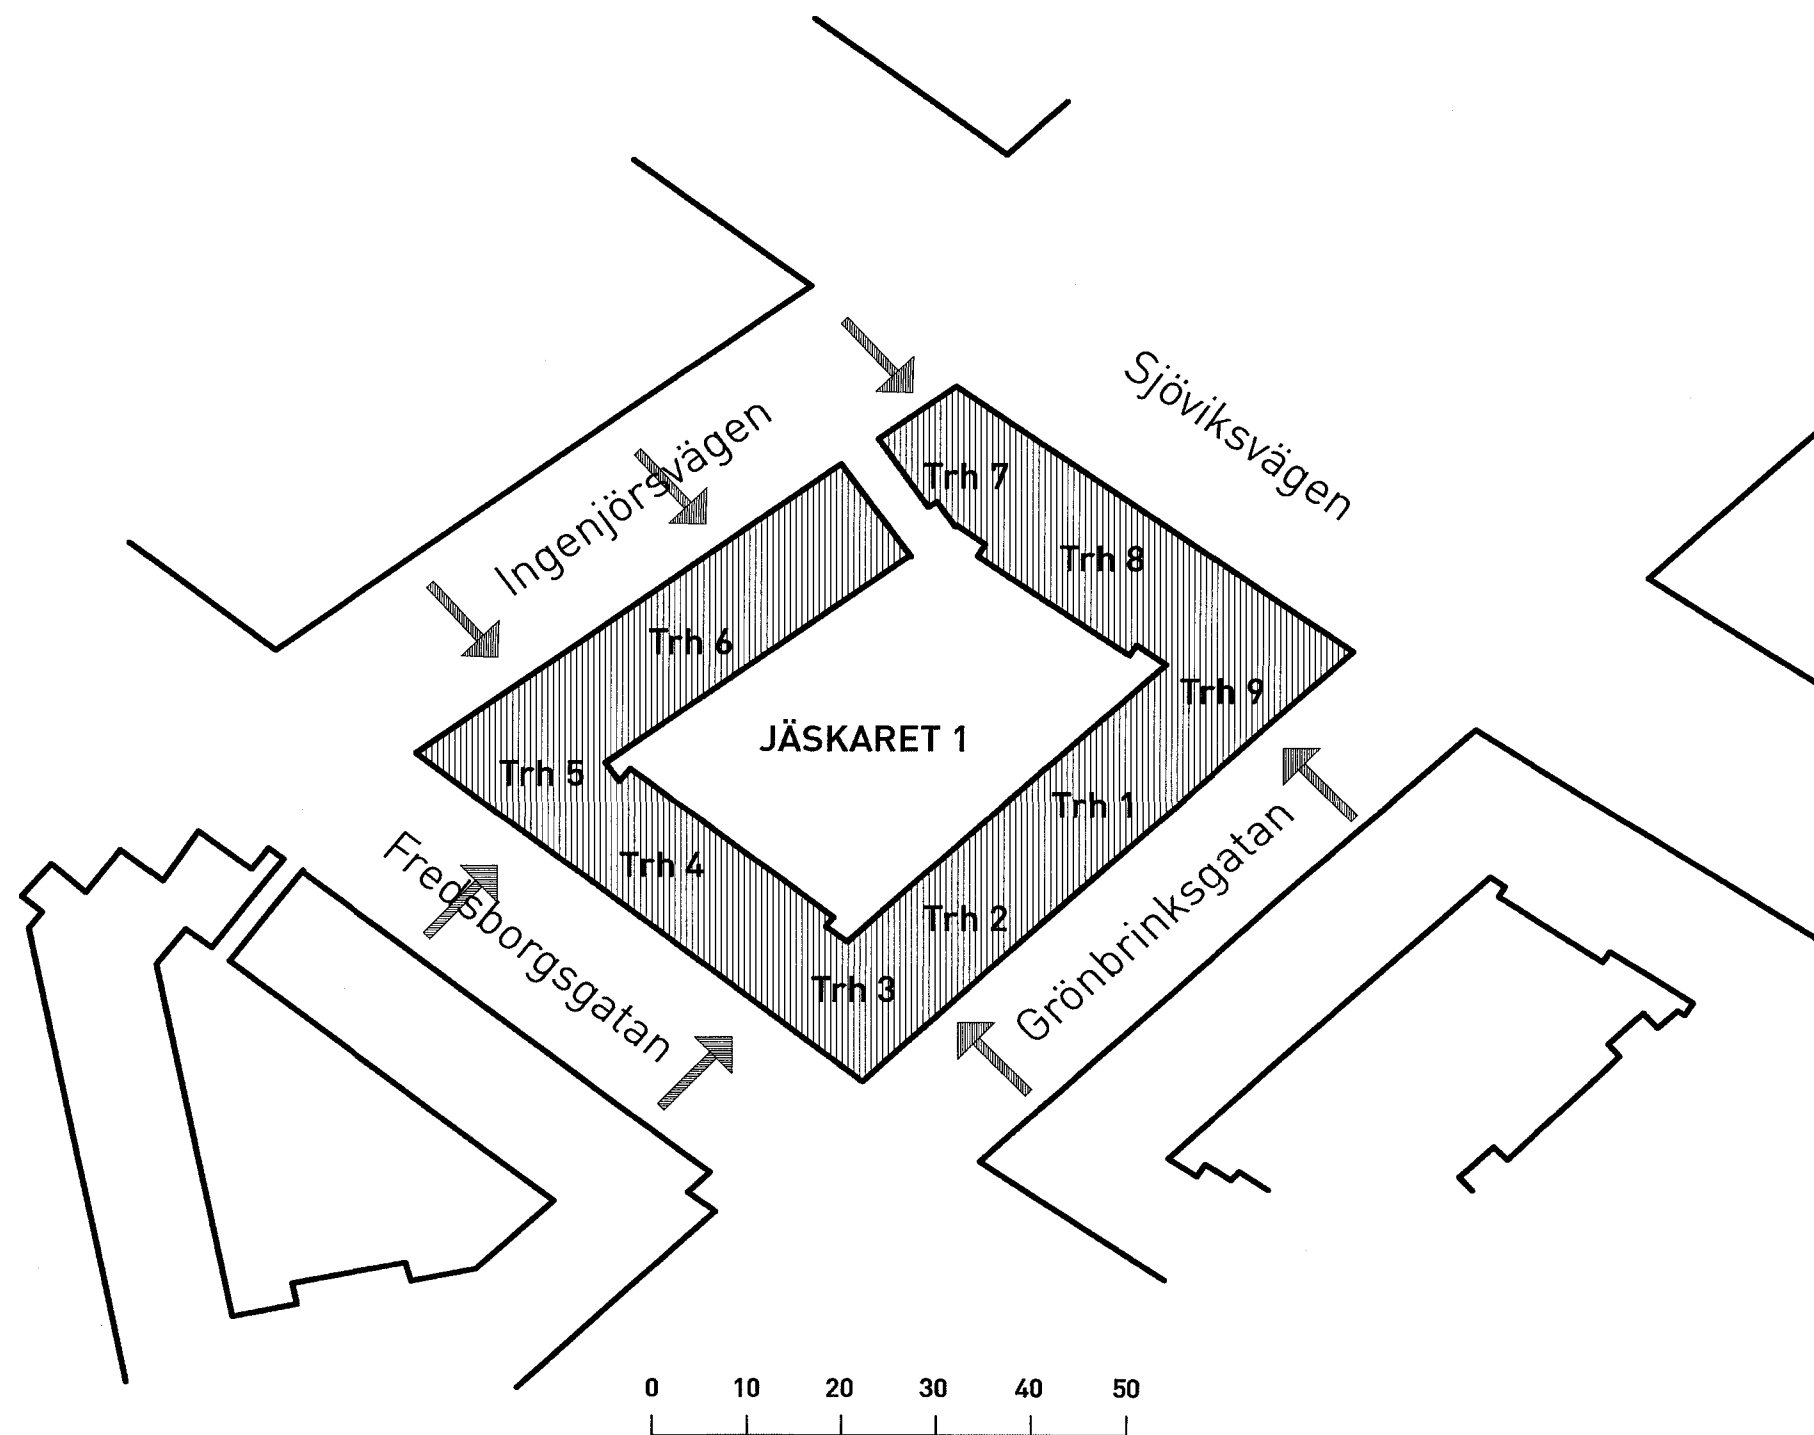 Sjöviksvägen
Ingenjörsvägen
Trh 7
Trh 8
Trh 6
Trh 9
JÄSKARET 1
Trh 5
Trh 1
Trh 4
Trh 2
Fredsborgsgatan
Grönbrinksgatan
Trh 3
0 10 20 30 40 50